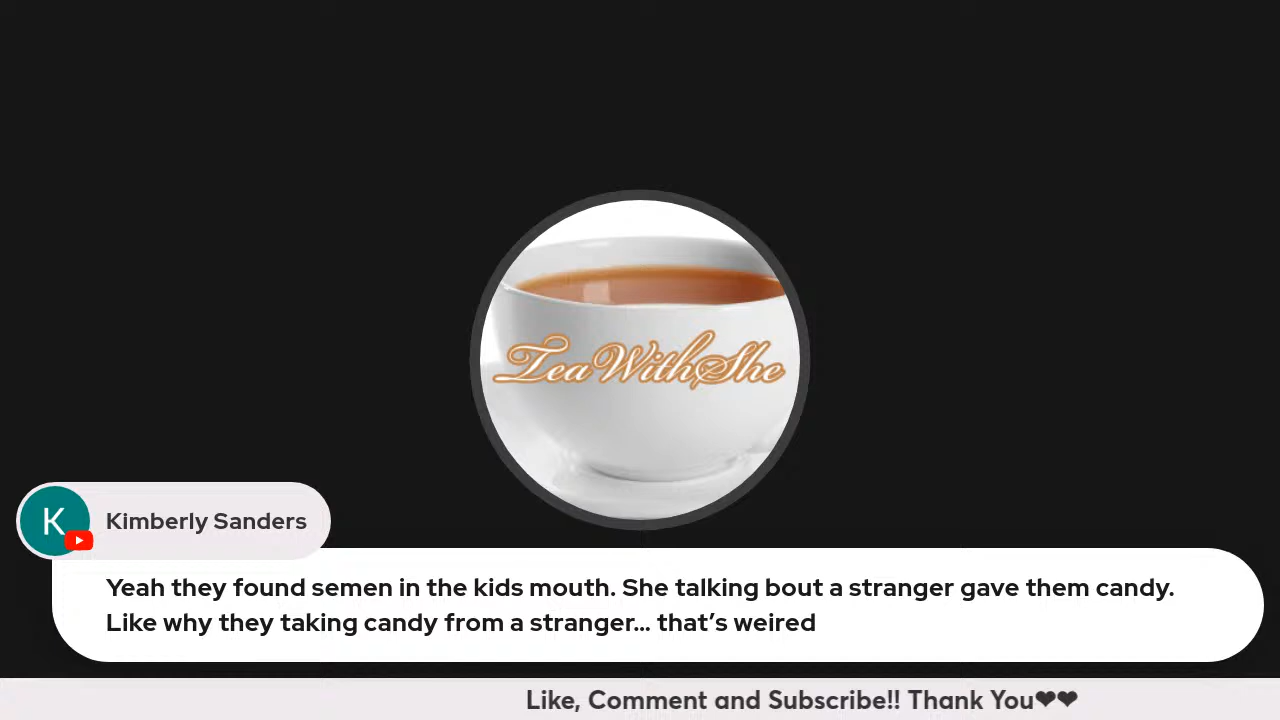 TeaWithShe
K
Kimberly Sanders
Yeah they found semen in the kids mouth. She talking bout a stranger gave them candy.
Like why they taking candy from a stranger... that’s weired
Like, Comment and Subscribe!! Thank You❤❤